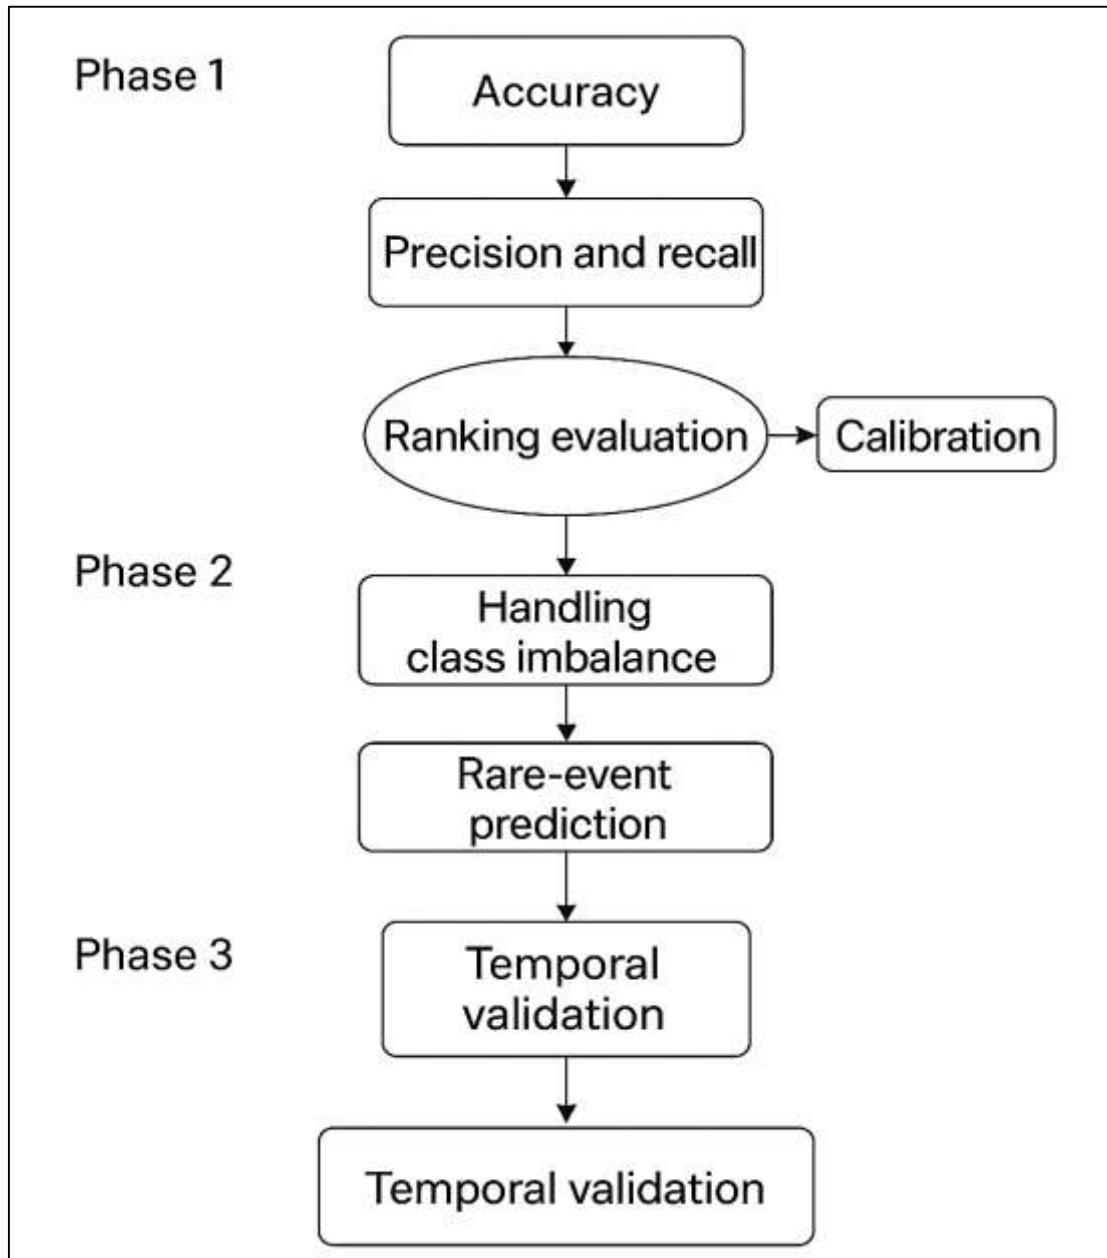 Phase 1
Accuracy
Precision and recall
Ranking evaluation
Calibration
Phase 2
Handling
class imbalance
Rare-event
prediction
Phase 3
Temporal
validation
Temporal validation